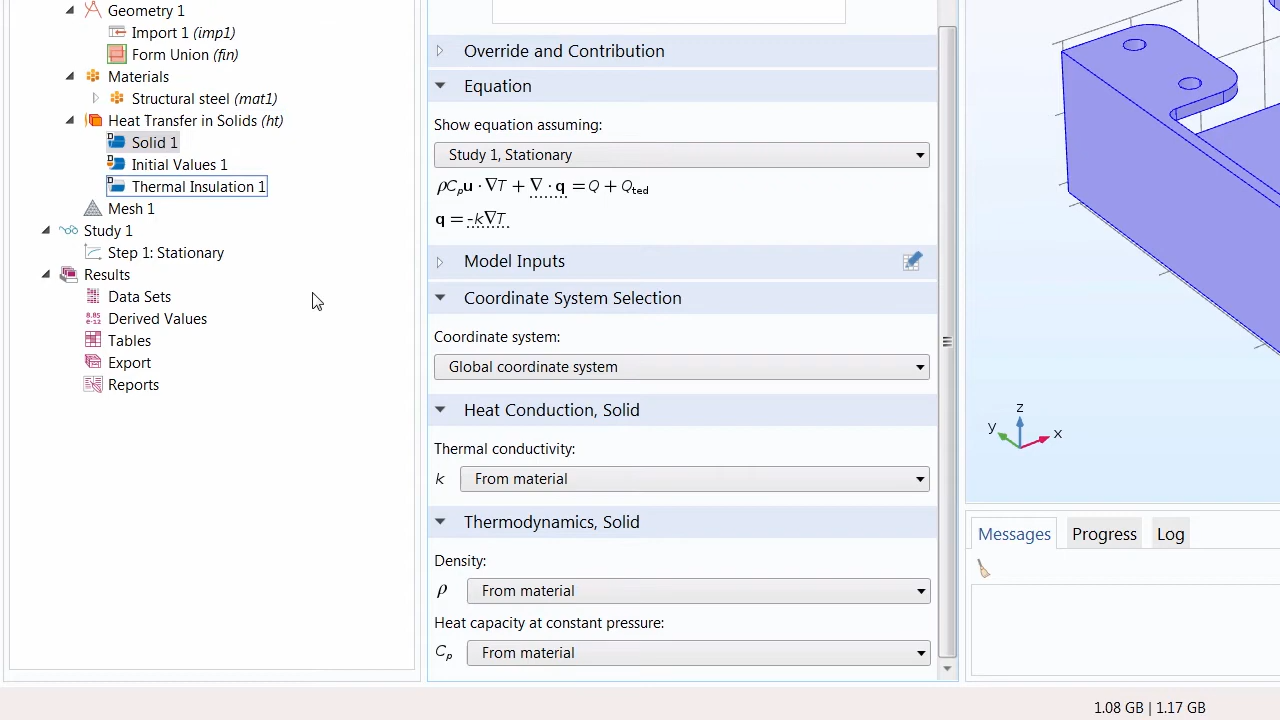 Geometry 1
Import 1 (imp1)
Form Union (fin)
Materials
Structural steel (mat1)
Heat Transfer in Solids (ht)
D Solid 1
D Initial Values 1
D Thermal Insulation 1
Mesh 1
Study 1
Step 1: Stationary
Results
Data Sets
8.85 e-12 Derived Values
Tables
Export
Reports
Override and Contribution
Equation
Show equation assuming:
Study 1, Stationary
ρCₚu · ∇T + ∇ · q = Q + Qted
q = -k∇T
Model Inputs
Coordinate System Selection
Coordinate system:
Global coordinate system
Heat Conduction, Solid
Thermal conductivity:
k From material
Thermodynamics, Solid
Density:
ρ From material
Heat capacity at constant pressure:
Cₚ From material
z
y x
Messages Progress Log
1.08 GB | 1.17 GB